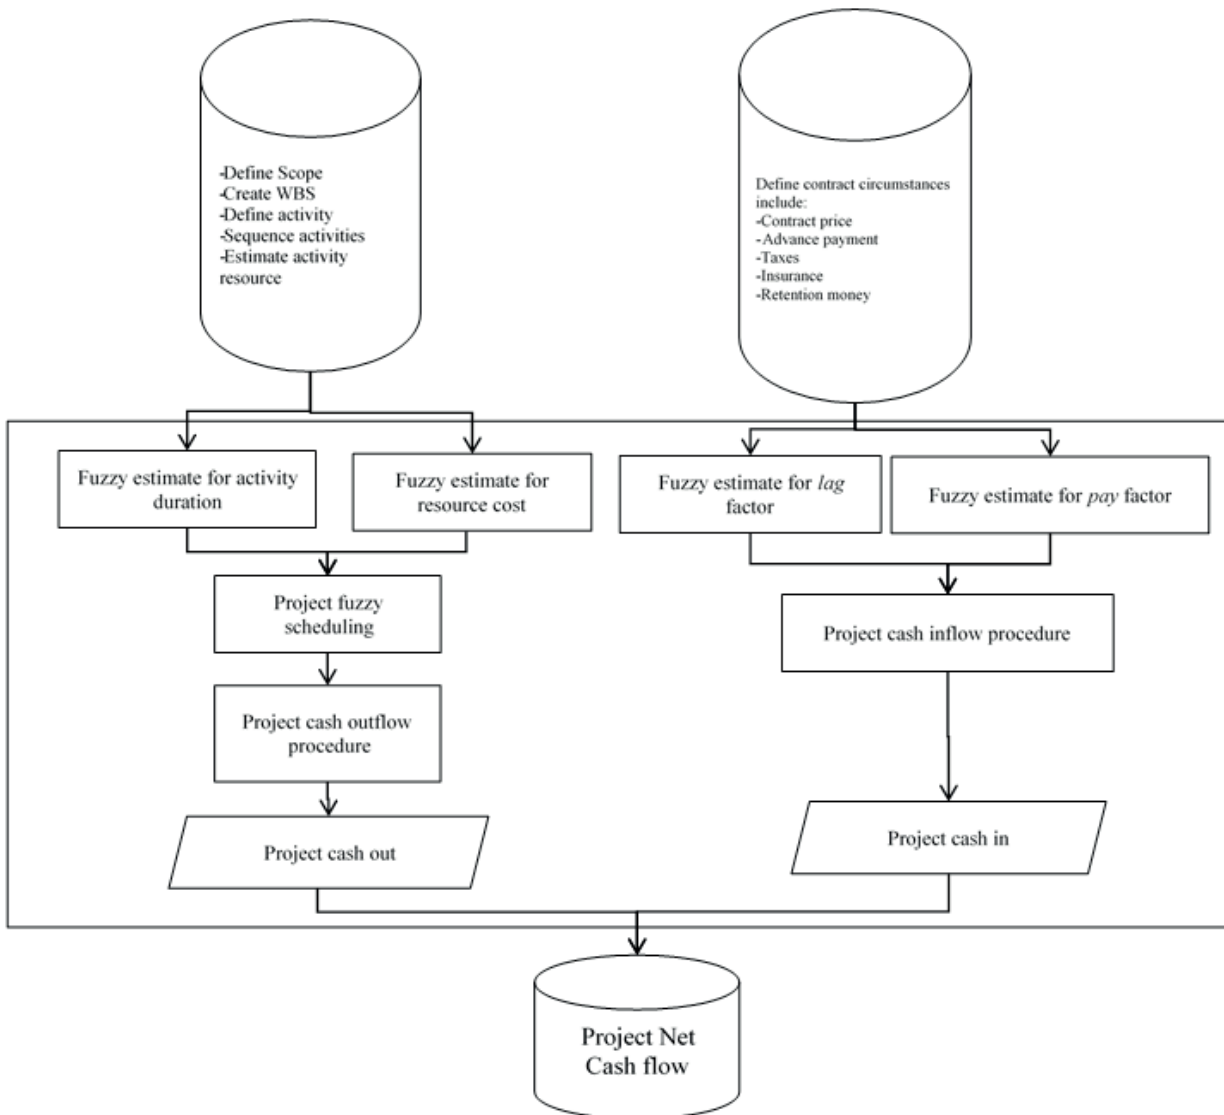 -Define Scope
-Create WBS
-Define activity
-Sequence activities
-Estimate activity
resource
Define contract circumstances
include:
-Contract price
-Advance payment
-Taxes
-Insurance
-Retention money
Fuzzy estimate for activity
duration
Fuzzy estimate for
resource cost
Fuzzy estimate for lag
factor
Fuzzy estimate for pay factor
Project fuzzy
scheduling
Project cash inflow procedure
Project cash outflow
procedure
Project cash out
Project cash in
Project Net
Cash flow